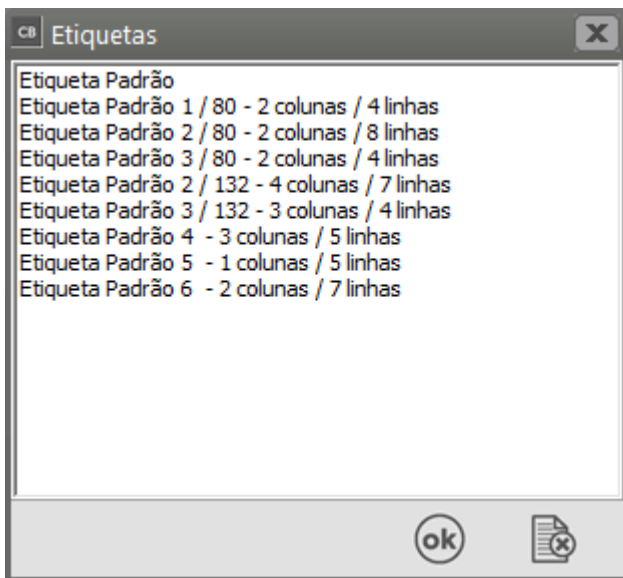 CB Etiquetas
Etiqueta Padrão
Etiqueta Padrão 1 / 80 - 2 colunas / 4 linhas
Etiqueta Padrão 2 / 80 - 2 colunas / 8 linhas
Etiqueta Padrão 3 / 80 - 2 colunas / 4 linhas
Etiqueta Padrão 2 / 132 - 4 colunas / 7 linhas
Etiqueta Padrão 3 / 132 - 3 colunas / 4 linhas
Etiqueta Padrão 4  - 3 colunas / 5 linhas
Etiqueta Padrão 5  - 1 colunas / 5 linhas
Etiqueta Padrão 6  - 2 colunas / 7 linhas
ok